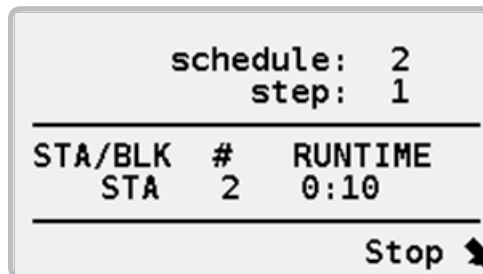 schedule: 2
step: 1
STA/BLK # RUNTIME
STA 2 0:10
Stop